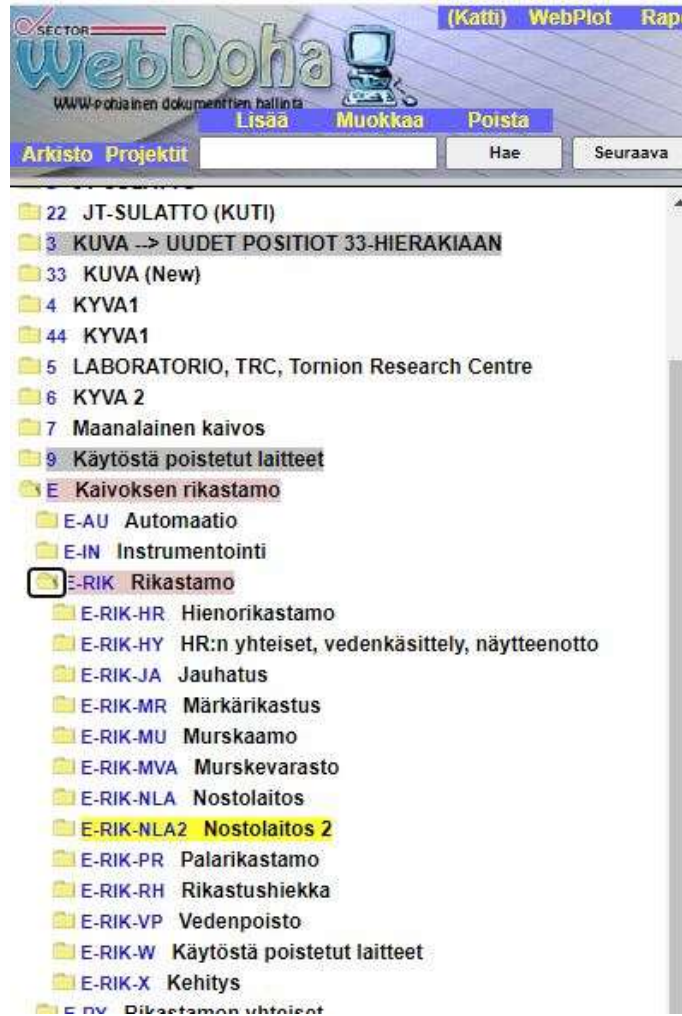 (Katti) WebPlot Rap
SECTOR
WebDoha
WWW-pohjainen dokumenttien hallinta
Lisää Muokkaa Poista
Arkisto Projektit Hae Seuraava
22 JT-SULATTO (KUTI)
3 KUVA --> UUDET POSITIOT 33-HIERAKIAAN
33 KUVA (New)
4 KYVA1
44 KYVA1
5 LABORATORIO, TRC, Tornion Research Centre
6 KYVA 2
7 Maanalainen kaivos
9 Käytöstä poistetut laitteet
E Kaivoksen rikastamo
E-AU Automaatio
E-IN Instrumentointi
E-RIK Rikastamo
E-RIK-HR Hienorikastamo
E-RIK-HY HR:n yhteiset, vedenkäsittely, näytteenotto
E-RIK-JA Jauhatus
E-RIK-MR Märkärikastus
E-RIK-MU Murskaamo
E-RIK-MVA Murskevarasto
E-RIK-NLA Nostolaitos
E-RIK-NLA2 Nostolaitos 2
E-RIK-PR Palarikastamo
E-RIK-RH Rikastushiekka
E-RIK-VP Vedenpoisto
E-RIK-W Käytöstä poistetut laitteet
E-RIK-X Kehitys
Rikastamon yhteiset